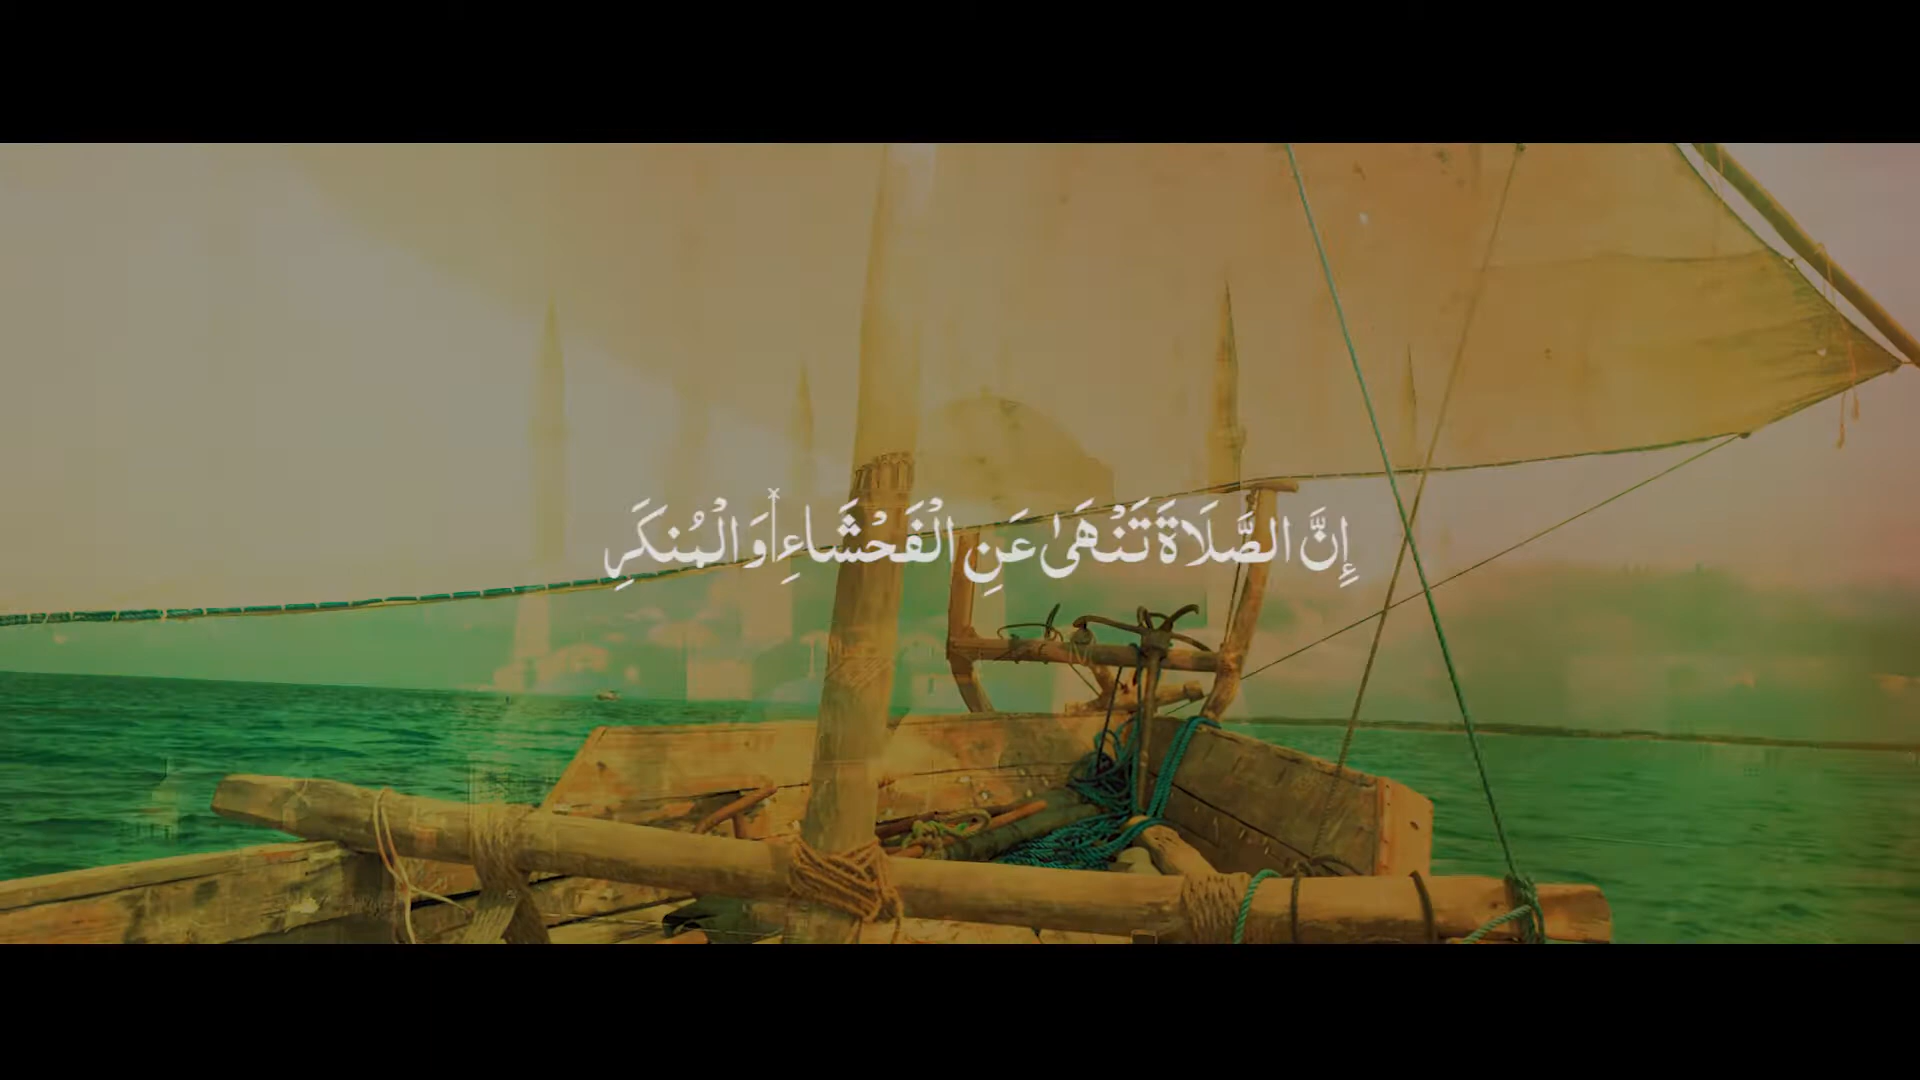 إِنَّ الصَّلَاةَ تَنْهَىٰ عَنِ الْفَحْشَاءِ وَالْمُنكَرِ